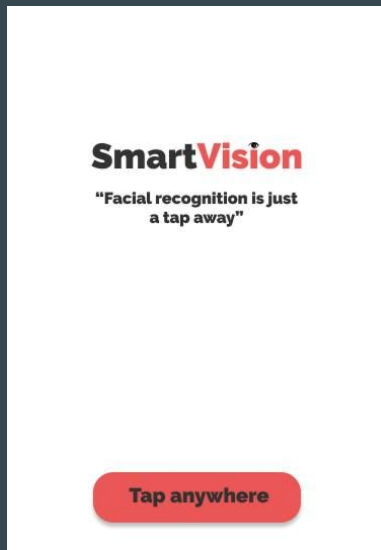 SmartVision
“Facial recognition is just
a tap away”
Tap anywhere